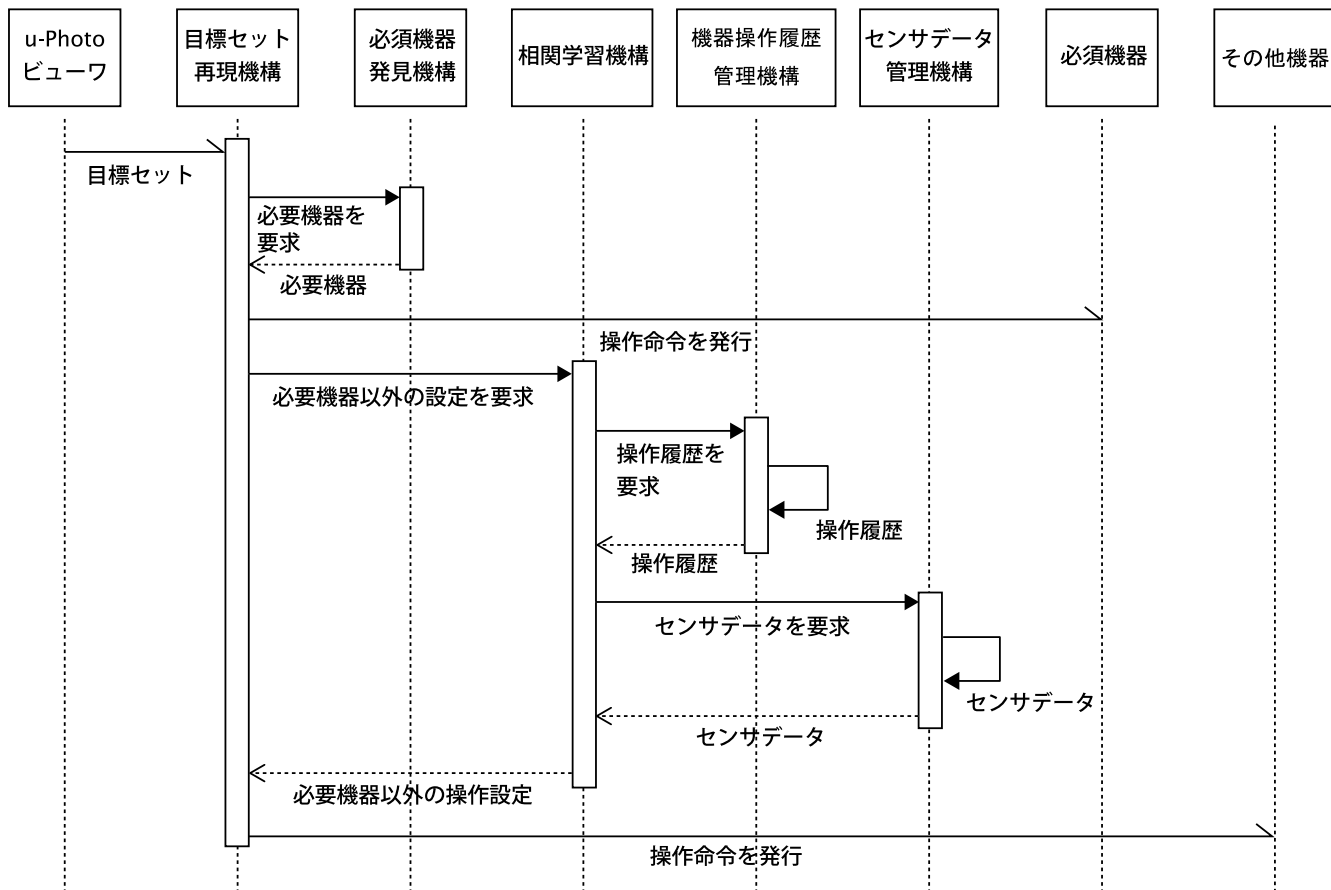 u-Photo
ビューワ
目標セット
再現機構
必須機器
発見機構
相関学習機構
機器操作履歴
管理機構
センサデータ
管理機構
必須機器
その他機器
目標セット
必要機器を
要求
必要機器
操作命令を発行
必要機器以外の設定を要求
操作履歴を
要求
操作履歴
操作履歴
センサデータを要求
センサデータ
センサデータ
必要機器以外の操作設定
操作命令を発行